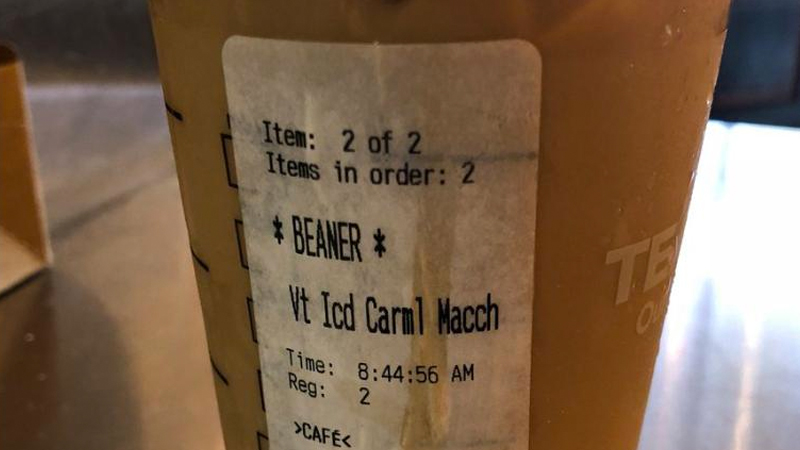 Item: 2 of 2
Items in order: 2
* BEANER *
Vt Icd Carml Macch
Time: 8:44:56 AM
Reg: 2
>CAFÉ<